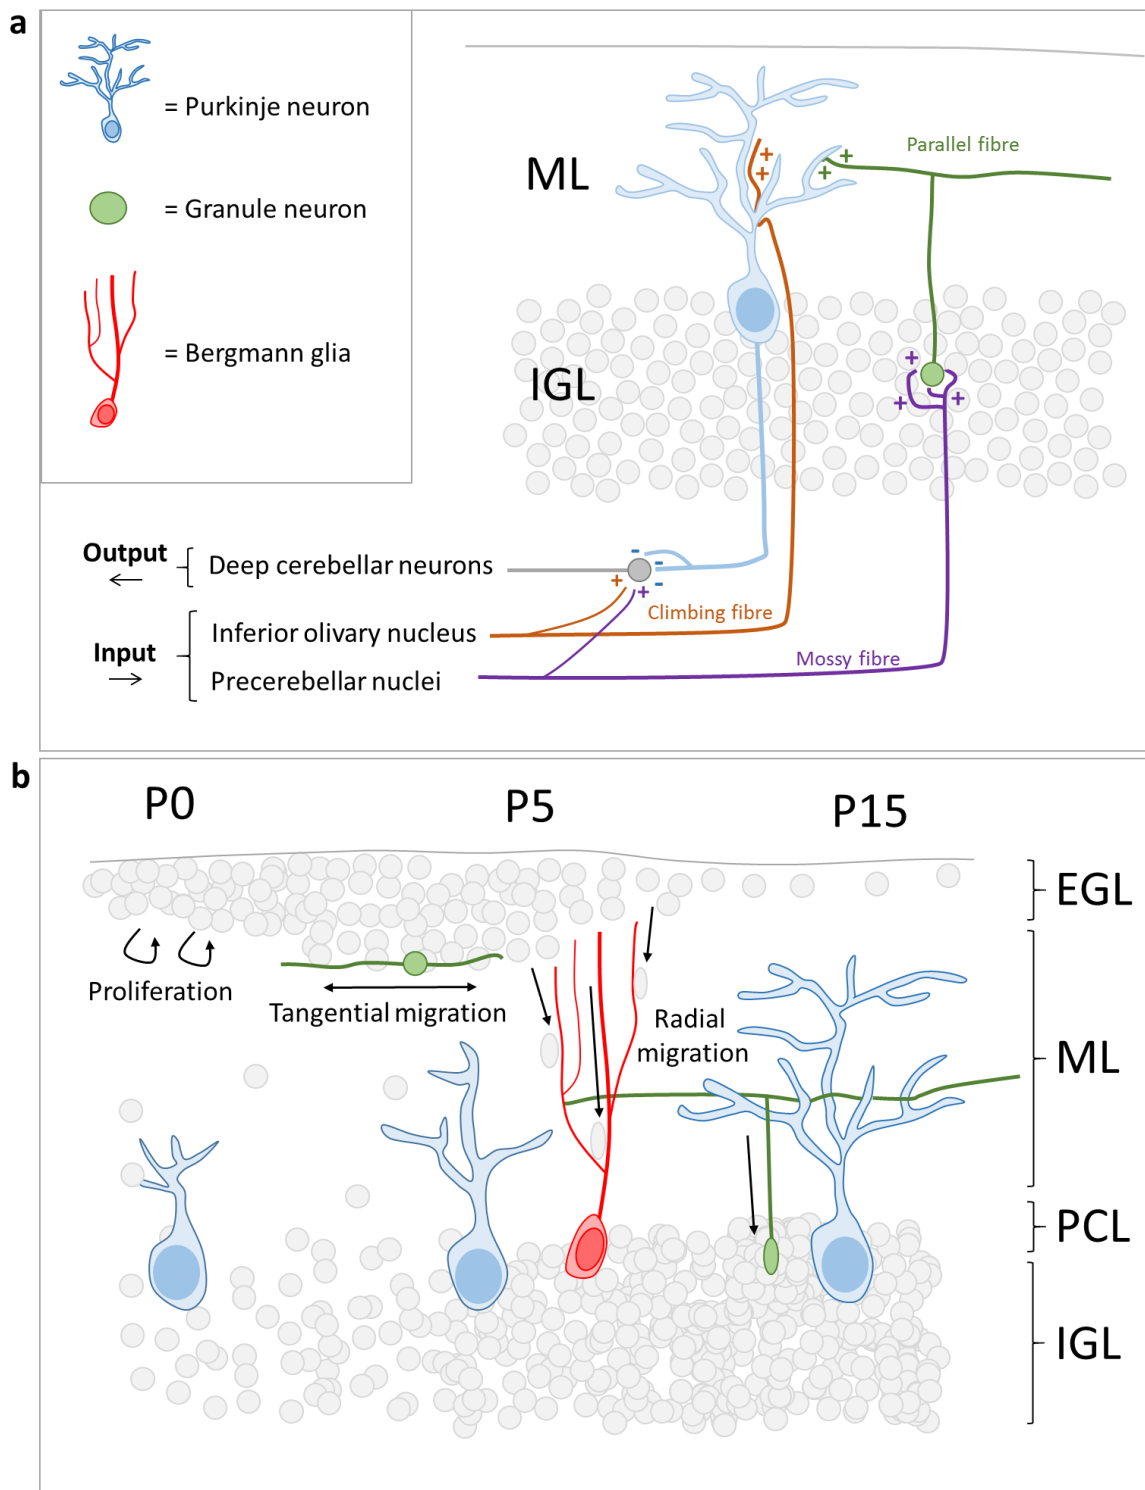 a
= Purkinje neuron
= Granule neuron
= Bergmann glia
ML
IGL
Parallel fibre
+ +
+ +
+
+ +
Output
Deep cerebellar neurons
- - -
+ +
Input
Inferior olivary nucleus
Precerebellar nuclei
Climbing fibre
Mossy fibre
b
P0
P5
P15
Proliferation
Tangential migration
Radial
migration
EGL
ML
PCL
IGL